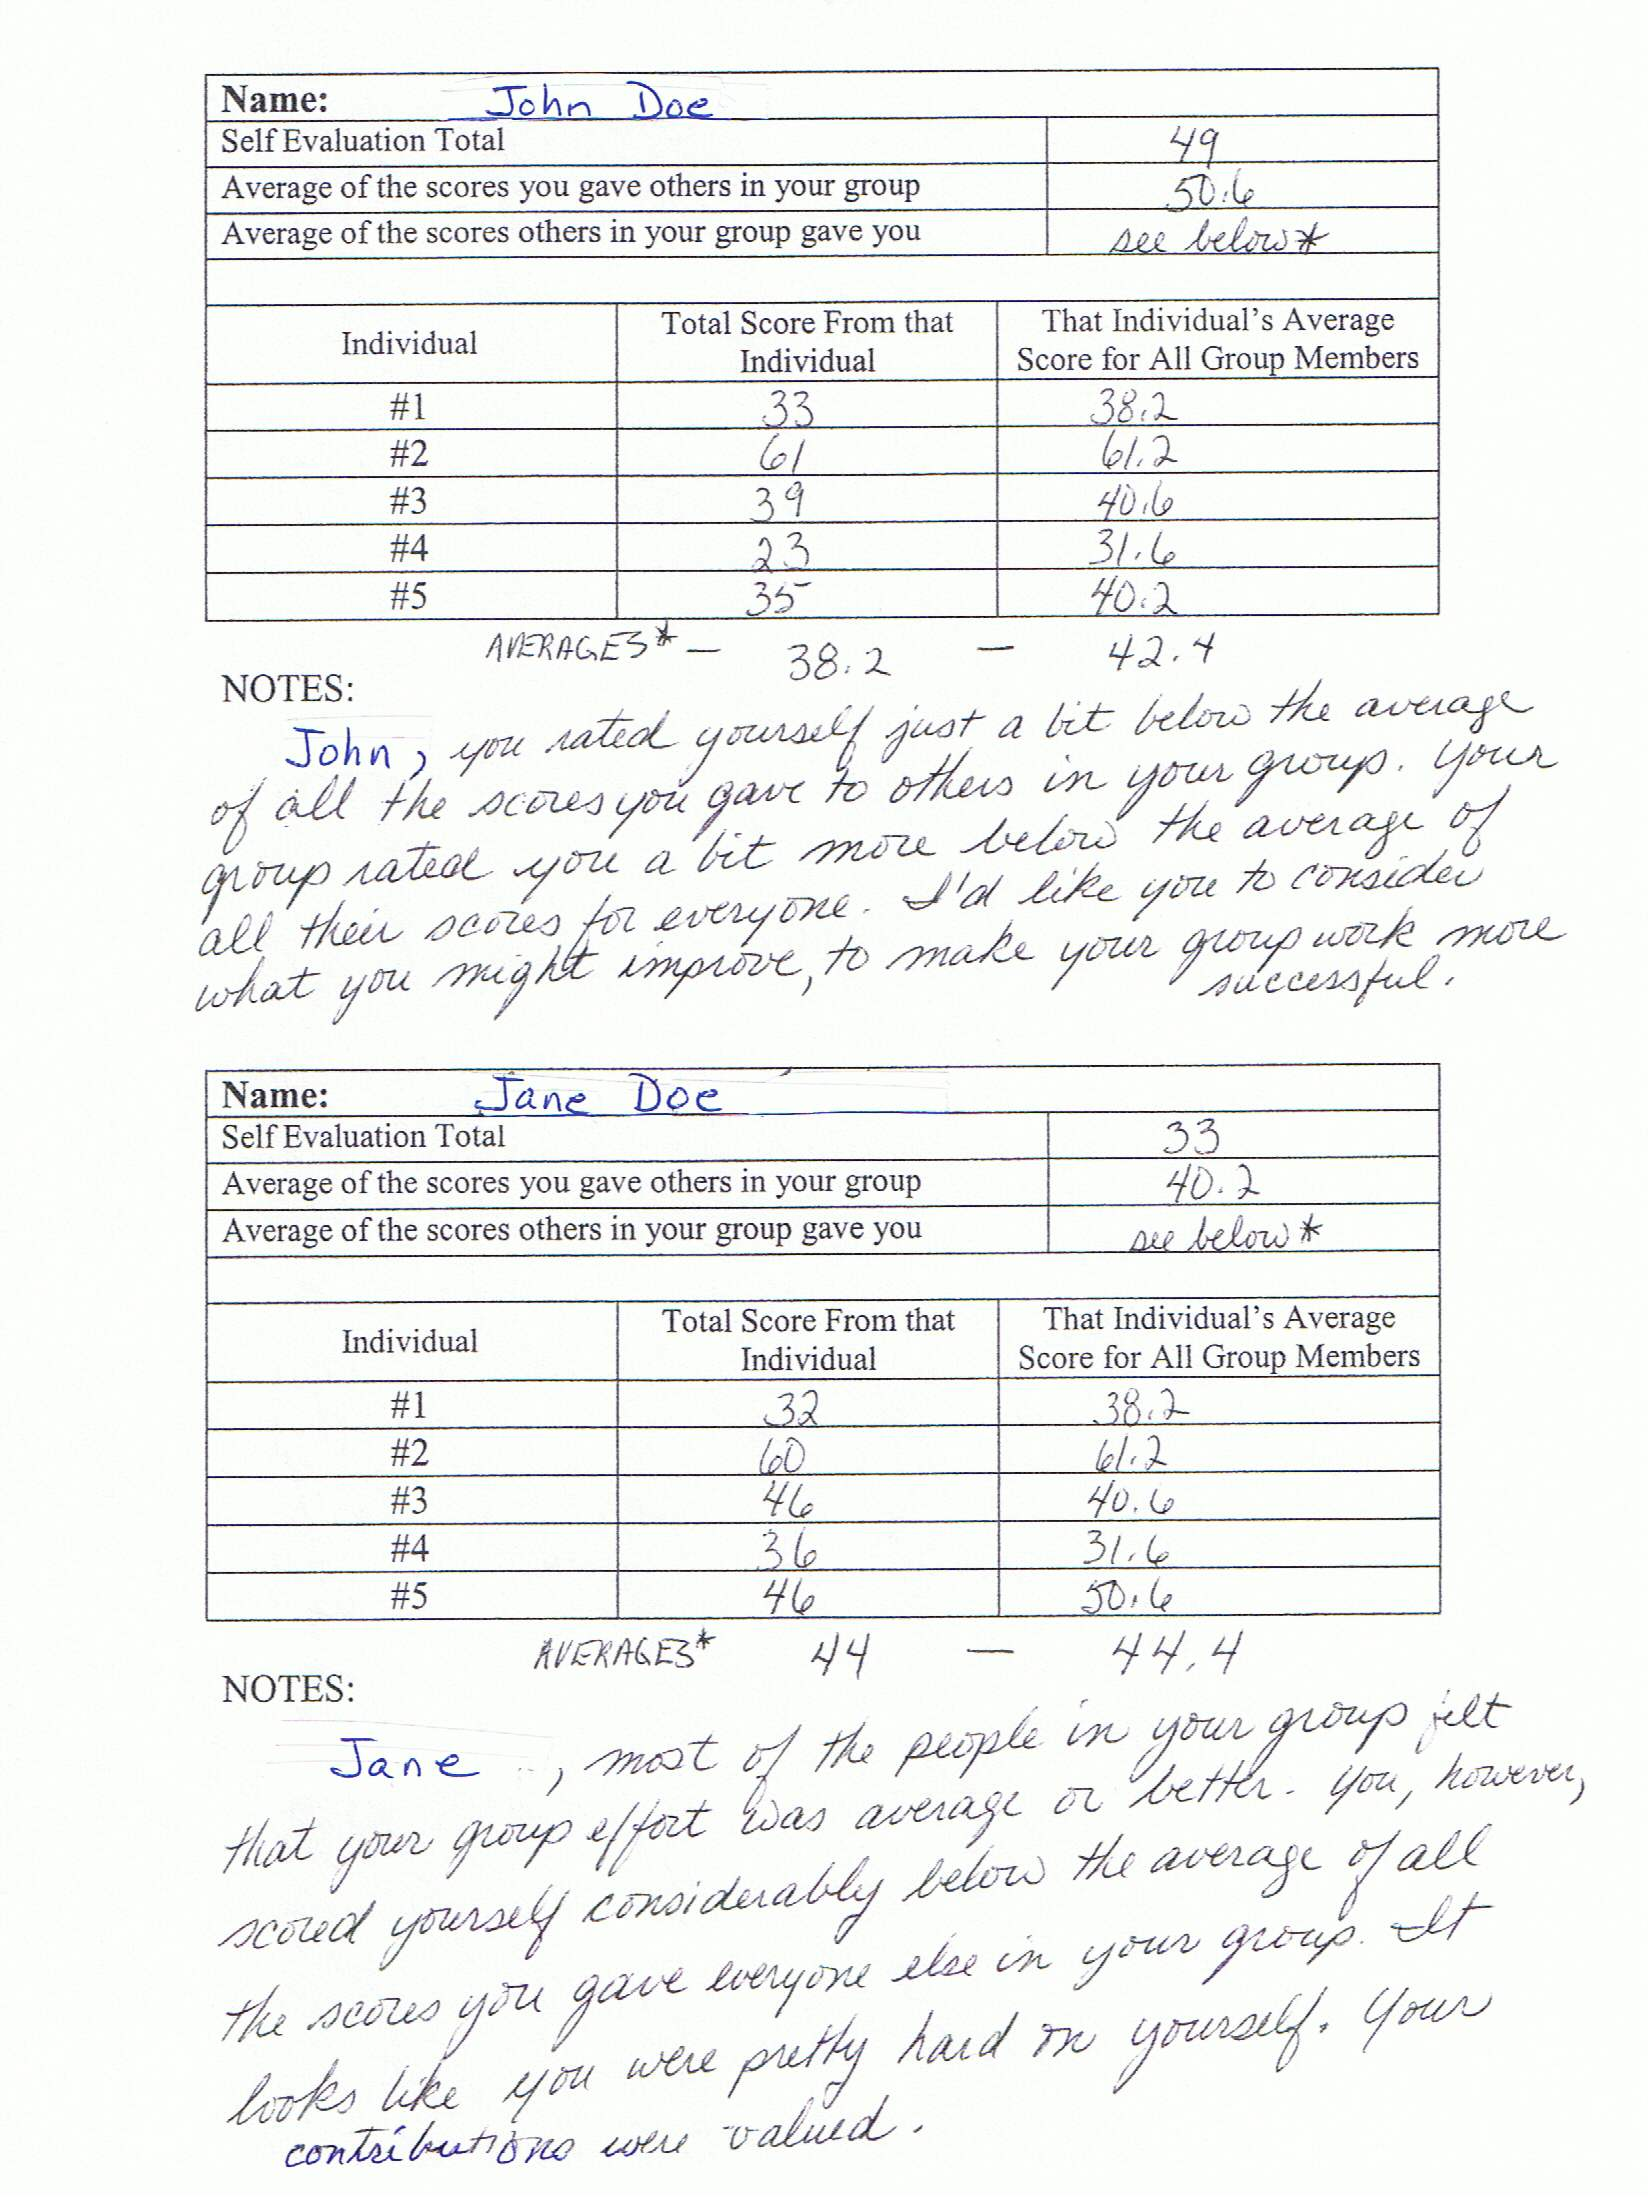 Name: John Doe
Self Evaluation Total 49
Average of the scores you gave others in your group 50.6
Average of the scores others in your group gave you see below*
Individual Total Score From that Individual That Individual's Average Score for All Group Members
#1 33 38.2
#2 61 61.2
#3 39 40.6
#4 23 31.6
#5 35 40.2
AVERAGES* — 38.2 — 42.4
NOTES:
John, you rated yourself just a bit below the average
of all the scores you gave to others in your group. Your
group rated you a bit more below the average of
all their scores for everyone. I'd like you to consider
what you might improve, to make your group work more
successful.
Name: Jane Doe
Self Evaluation Total 33
Average of the scores you gave others in your group 40.2
Average of the scores others in your group gave you see below*
Individual Total Score From that Individual That Individual's Average Score for All Group Members
#1 32 38.2
#2 60 61.2
#3 46 40.6
#4 36 31.6
#5 46 50.6
AVERAGES* 44 — 44.4
NOTES:
Jane, most of the people in your group felt
that your group effort was average or better. You, however,
scored yourself considerably below the average of all
the scores you gave everyone else in your group. It
looks like you were pretty hard on yourself. Your
contributions were valued.